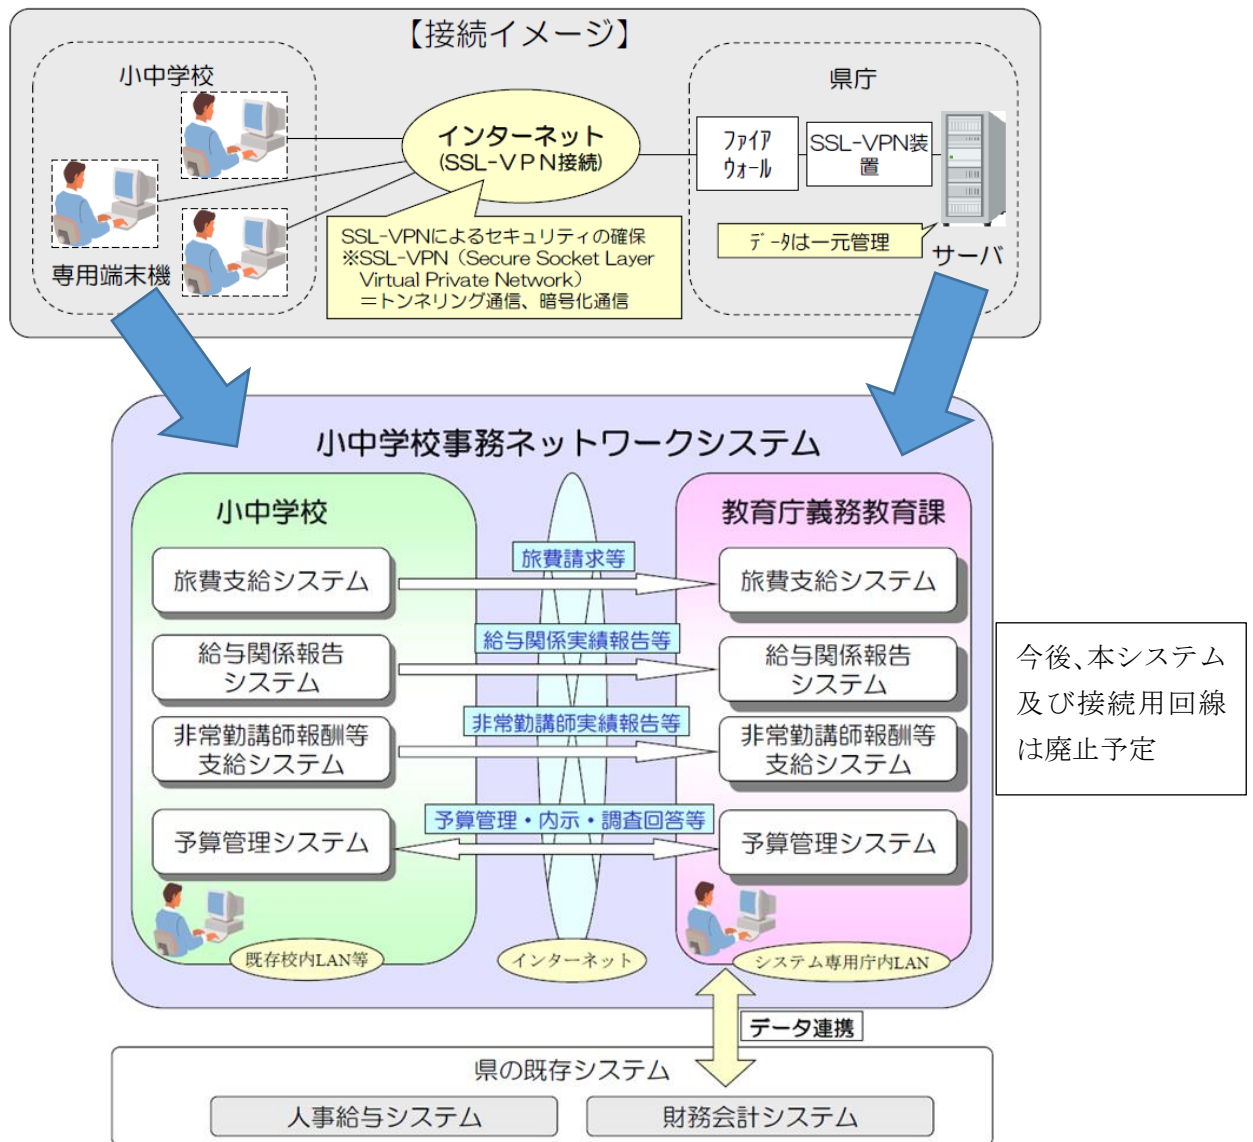 【接続イメージ】
小中学校
専用端末機
インターネット
(SSL-VPN接続)
SSL-VPNによるセキュリティの確保
※SSL-VPN（Secure Socket Layer
Virtual Private Network）
＝トンネリング通信、暗号化通信
県庁
ﾌｧｲｱ
ｳｫｰﾙ
SSL-VPN装
置
ﾃﾞｰﾀは一元管理
サーバ
小中学校事務ネットワークシステム
小中学校
教育庁義務教育課
旅費支給システム
旅費請求等
旅費支給システム
給与関係報告
システム
給与関係実績報告等
給与関係報告
システム
非常勤講師報酬等
支給システム
非常勤講師実績報告等
非常勤講師報酬等
支給システム
予算管理システム
予算管理・内示・調査回答等
予算管理システム
既存校内LAN等
インターネット
システム専用庁内LAN
今後、本システム
及び接続用回線
は廃止予定
データ連携
県の既存システム
人事給与システム
財務会計システム